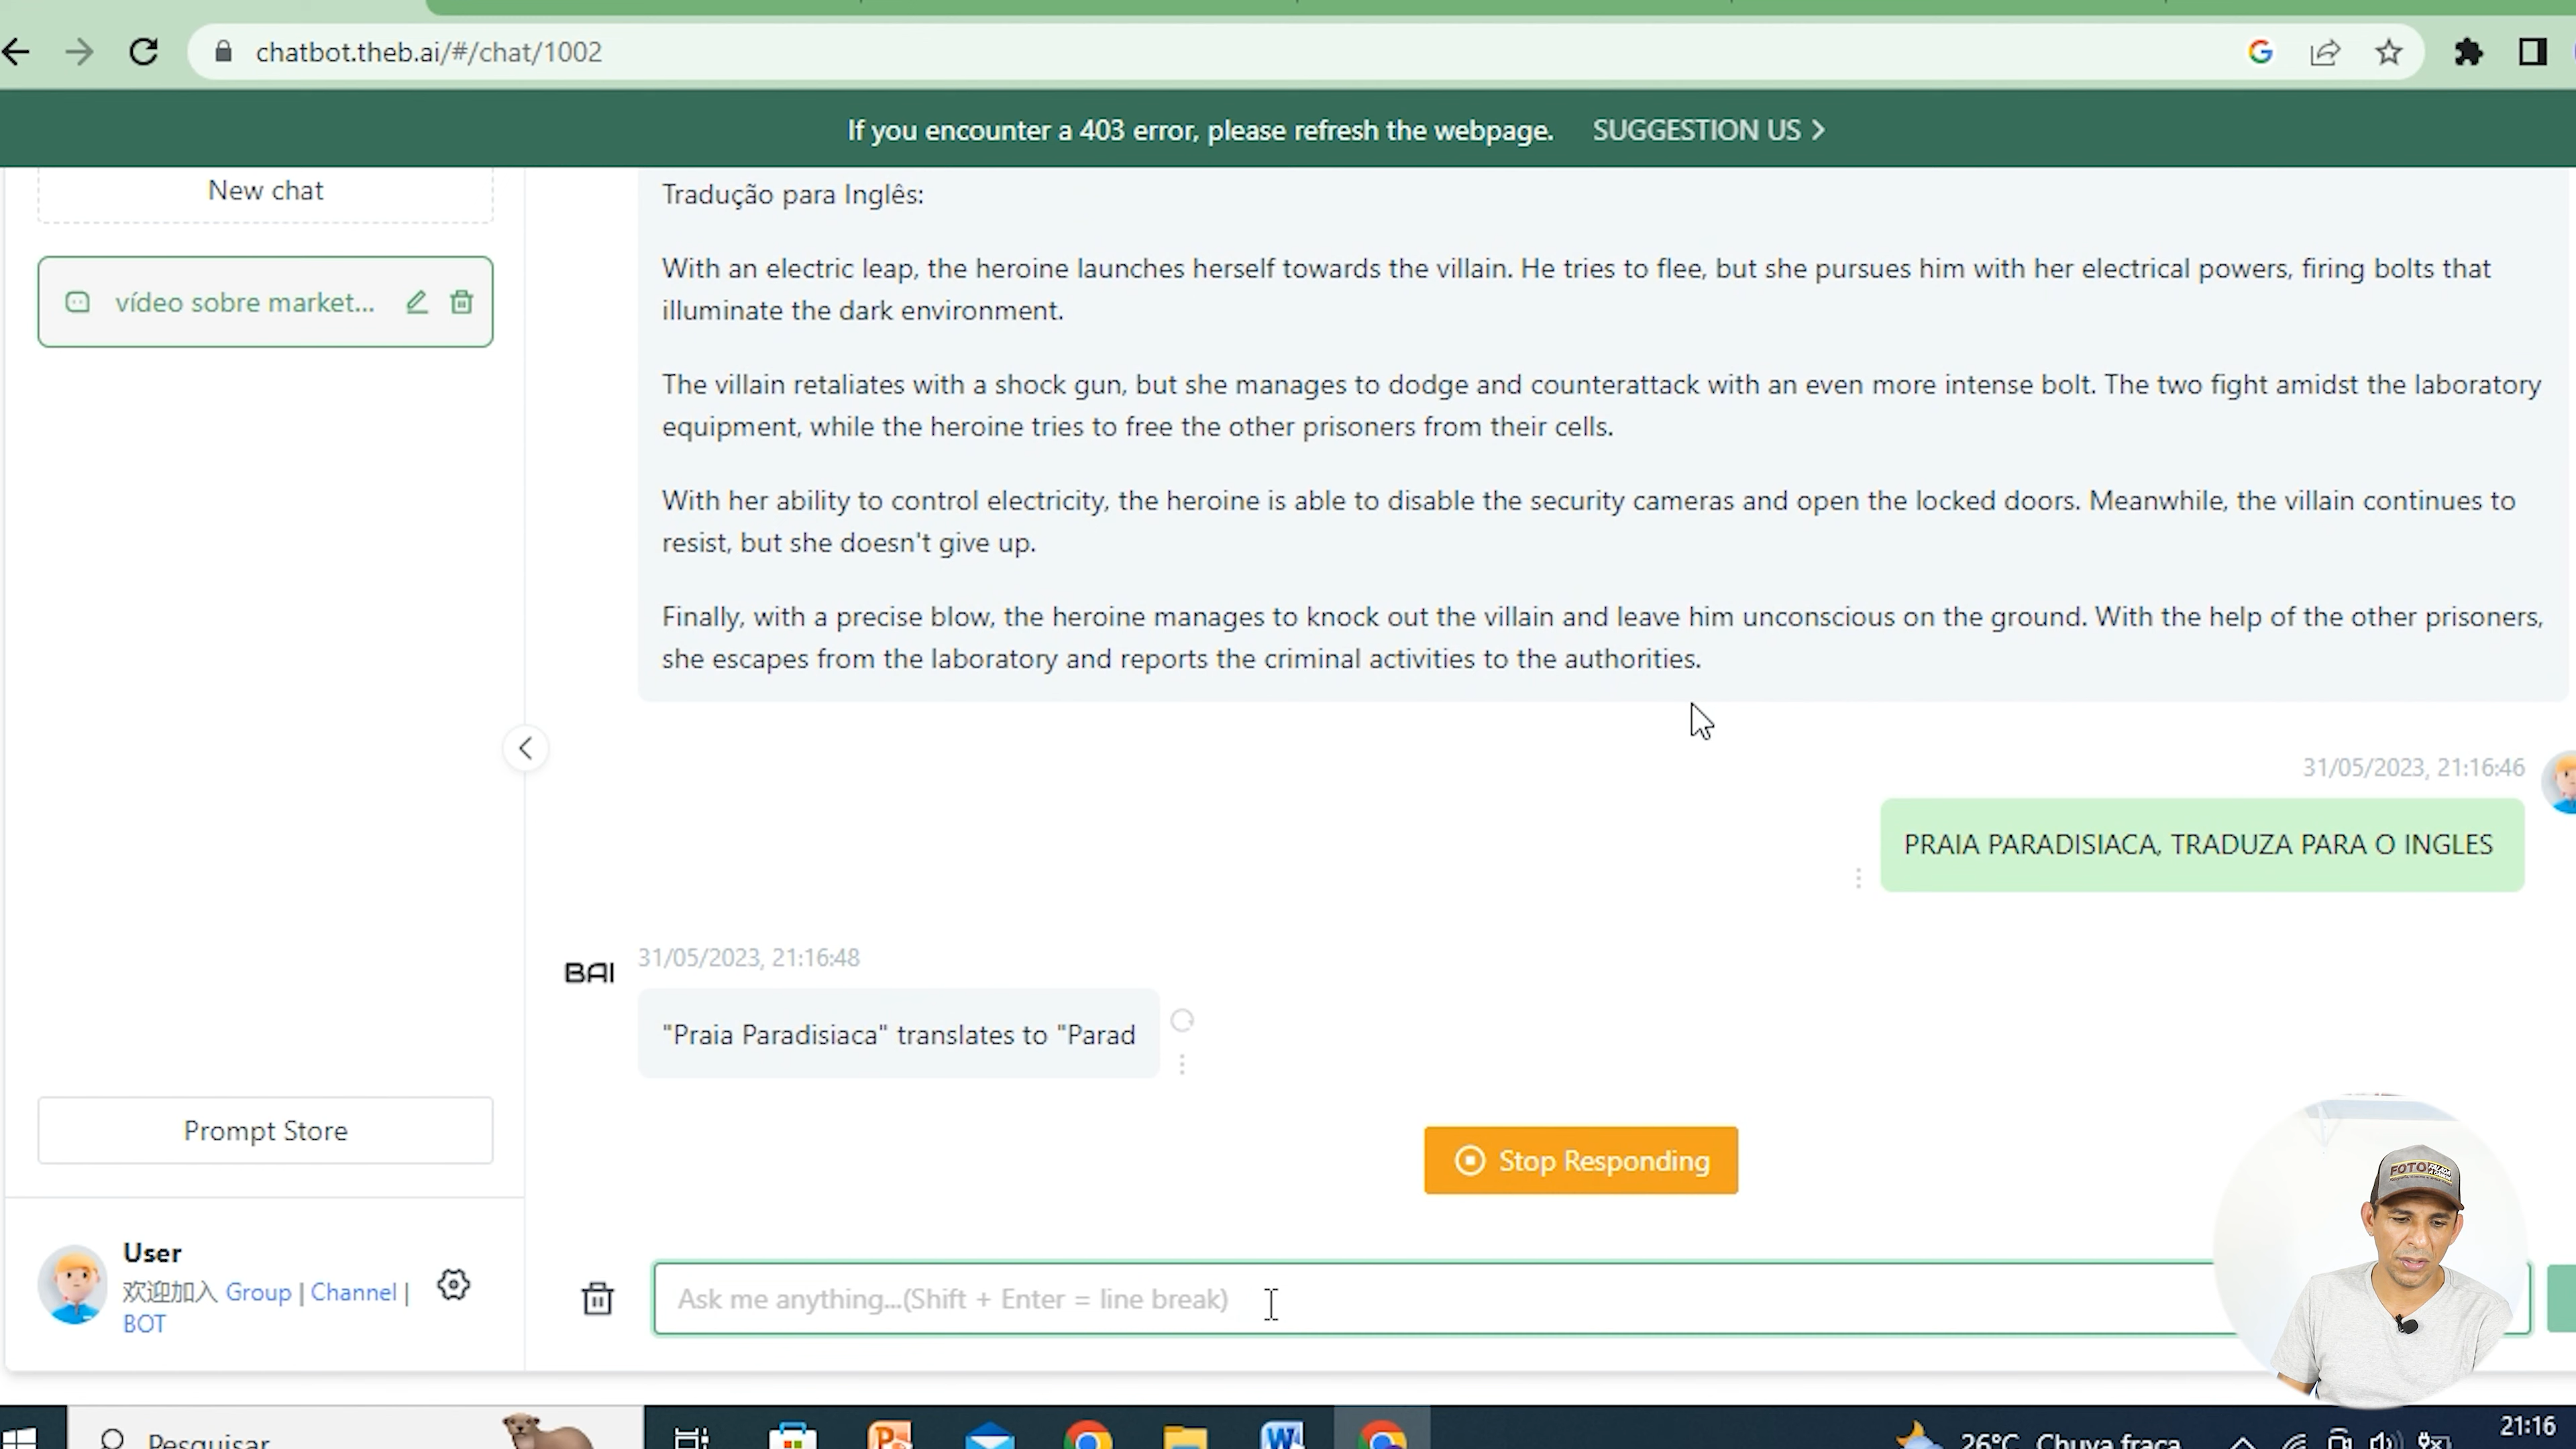 chatbot.theb.ai/#/chat/1002
If you encounter a 403 error, please refresh the webpage. SUGGESTION US >
New chat
vídeo sobre market...
Tradução para Inglês:
With an electric leap, the heroine launches herself towards the villain. He tries to flee, but she pursues him with her electrical powers, firing bolts that
illuminate the dark environment.
The villain retaliates with a shock gun, but she manages to dodge and counterattack with an even more intense bolt. The two fight amidst the laboratory
equipment, while the heroine tries to free the other prisoners from their cells.
With her ability to control electricity, the heroine is able to disable the security cameras and open the locked doors. Meanwhile, the villain continues to
resist, but she doesn't give up.
Finally, with a precise blow, the heroine manages to knock out the villain and leave him unconscious on the ground. With the help of the other prisoners,
she escapes from the laboratory and reports the criminal activities to the authorities.
31/05/2023, 21:16:46
PRAIA PARADISIACA, TRADUZA PARA O INGLES
BAI
31/05/2023, 21:16:48
"Praia Paradisiaca" translates to "Parad
Stop Responding
Prompt Store
User
欢迎加入 Group | Channel |
BOT
Ask me anything...(Shift + Enter = line break)
FOTO
Pesquisar
26°C Chuva fraca
21:16